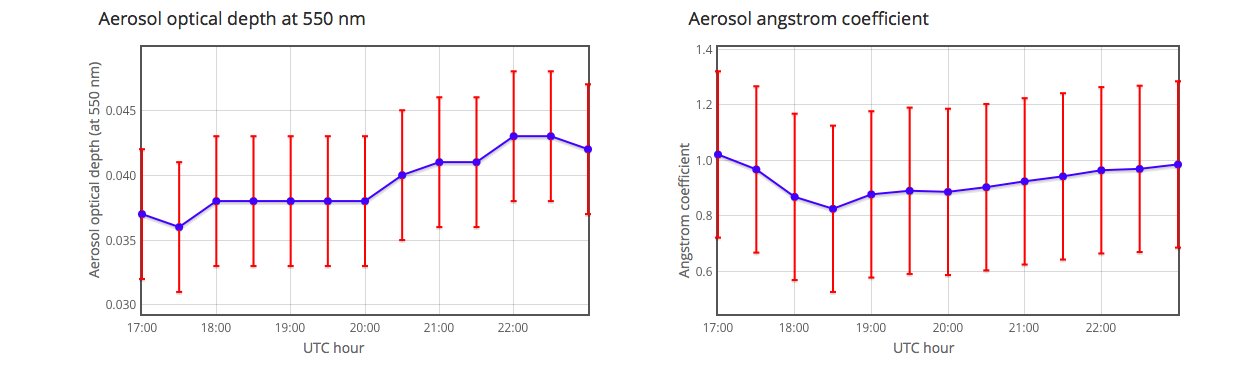 Aerosol optical depth at 550 nm
Aerosol optical depth (at 550 nm)
0.045
0.040
0.035
0.030
17:00 18:00 19:00 20:00 21:00 22:00
UTC hour
Aerosol angstrom coefficient
Angstrom coefficient
1.4
1.2
1.0
0.8
0.6
17:00 18:00 19:00 20:00 21:00 22:00
UTC hour